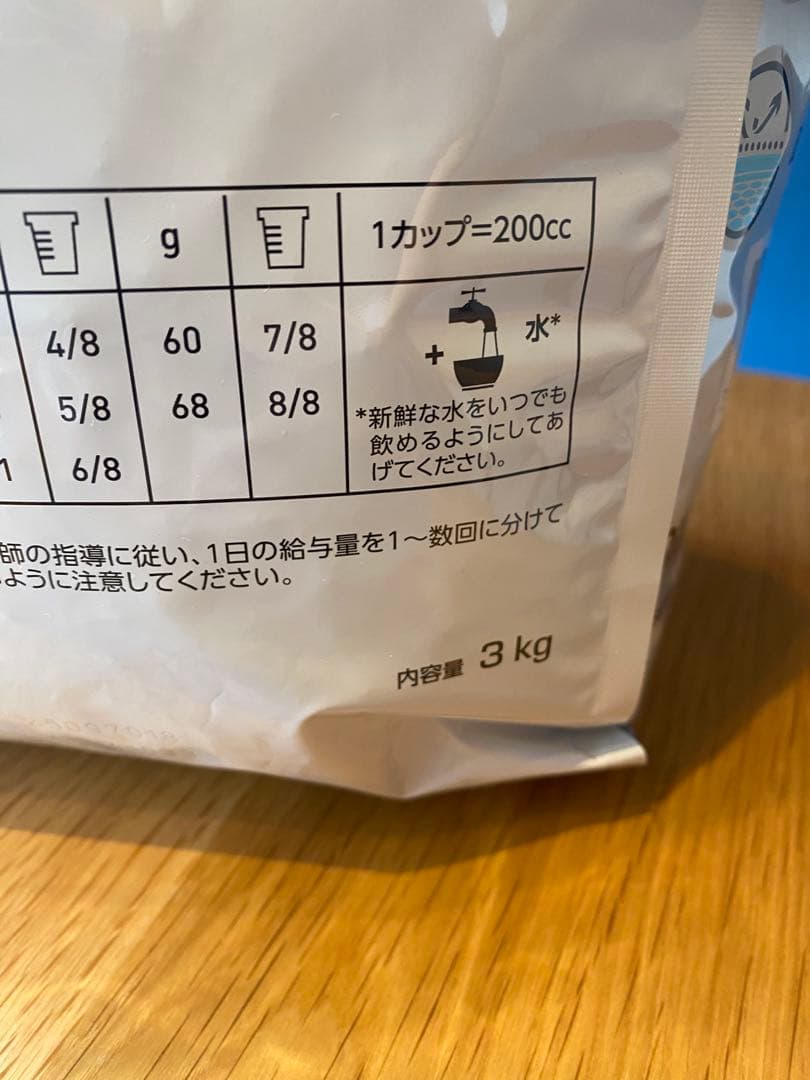 g 1カップ=200cc
4/8 60 7/8 + 水*
5/8 68 8/8 *新鮮な水をいつでも
飲めるようにしてあ
1 6/8 げてください。
師の指導に従い、1日の給与量を1〜数回に分けて
ように注意してください。
内容量 3 kg